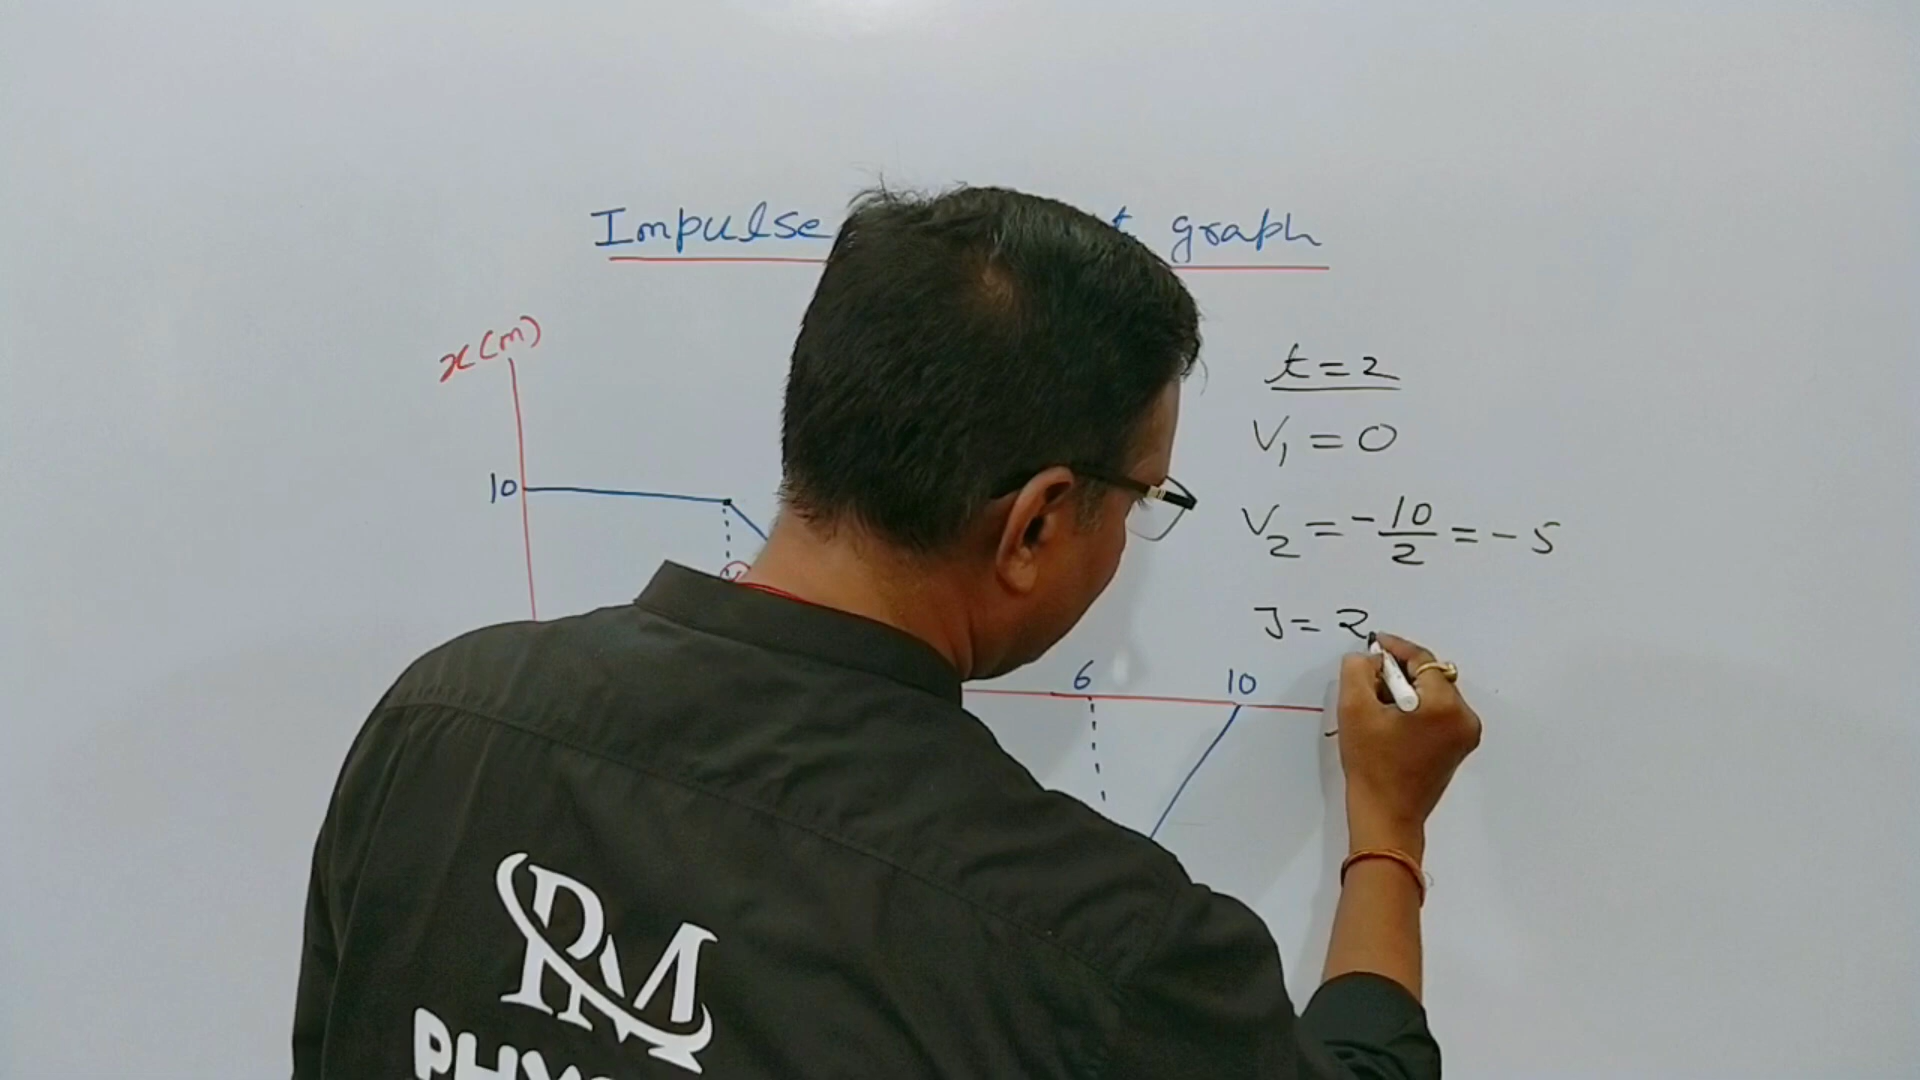 Impulse t graph
x(m)
t = 2
V₁ = 0
10
V₂ = -10/2 = -5
J = 2
6 10
PM